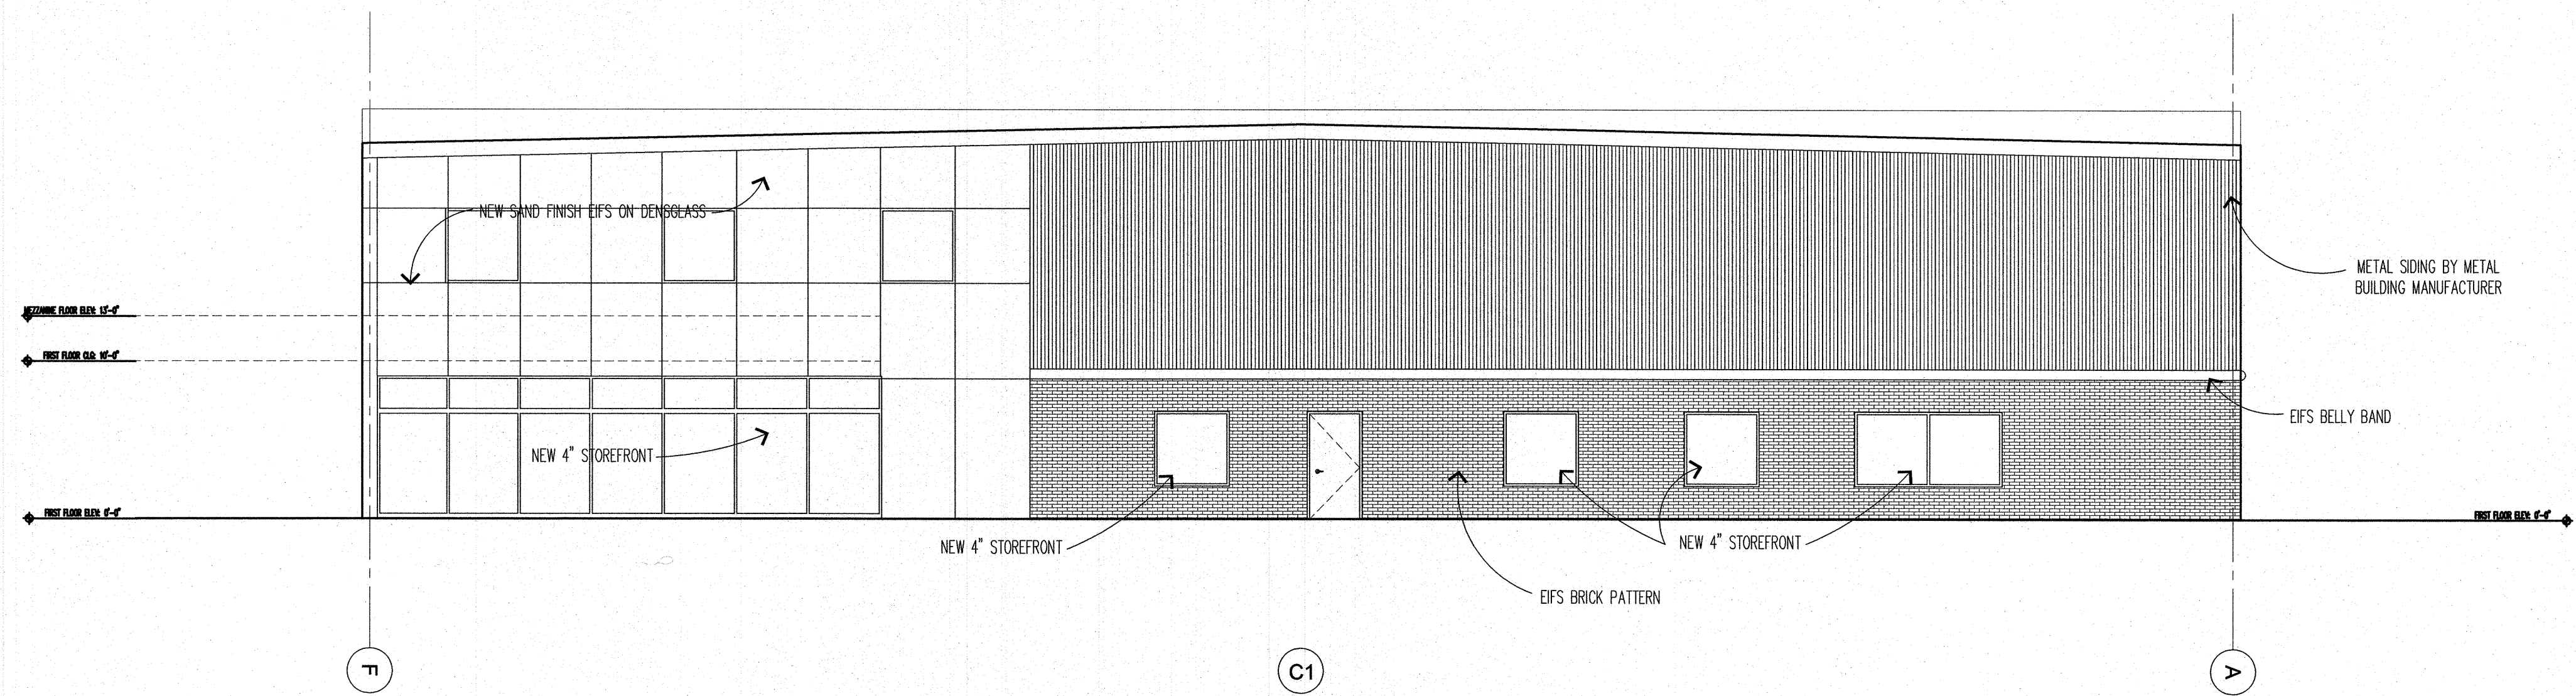 NEW SAND FINISH EIFS ON DENSGLASS
METAL SIDING BY METAL
BUILDING MANUFACTURER
MEZZANINE FLOOR ELEV: 13'-0"
FIRST FLOOR CLG: 10'-0"
EIFS BELLY BAND
NEW 4" STOREFRONT
FIRST FLOOR ELEV: 0'-0"
FIRST FLOOR ELEV: 0'-0"
NEW 4" STOREFRONT
NEW 4" STOREFRONT
EIFS BRICK PATTERN
F
C1
A